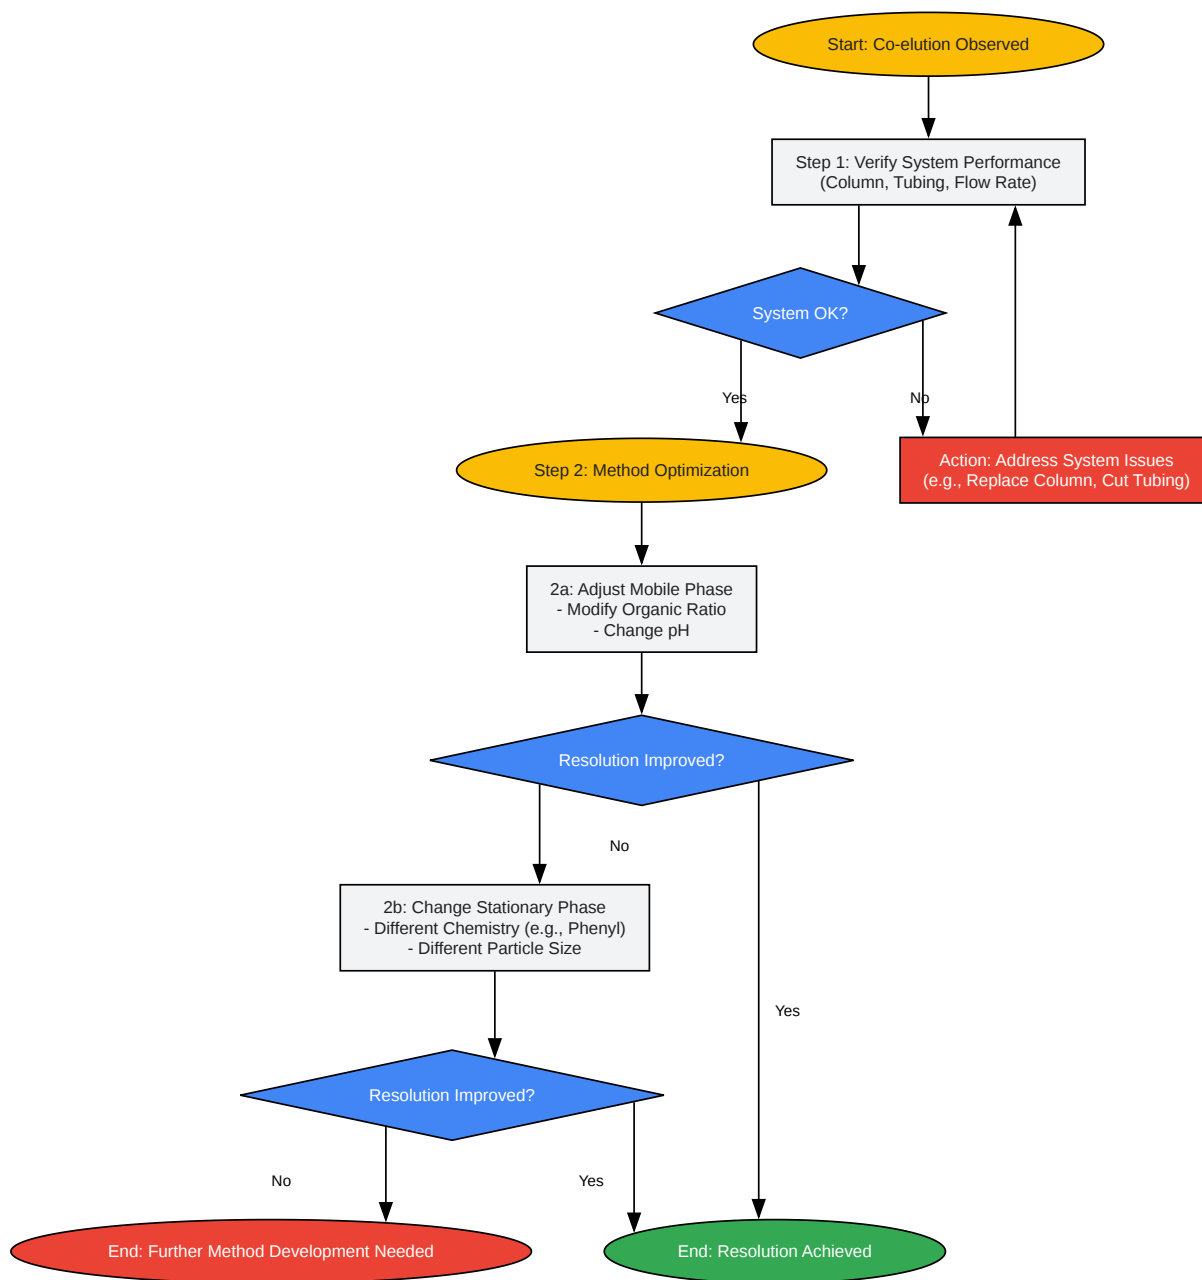 Start: Co-elution Observed
Step 1: Verify System Performance
(Column, Tubing, Flow Rate)
System OK?
Yes
No
Step 2: Method Optimization
Action: Address System Issues
(e.g., Replace Column, Cut Tubing)
2a: Adjust Mobile Phase
- Modify Organic Ratio
- Change pH
Resolution Improved?
No
2b: Change Stationary Phase
- Different Chemistry (e.g., Phenyl)
- Different Particle Size
Yes
Resolution Improved?
No
Yes
End: Further Method Development Needed
End: Resolution Achieved